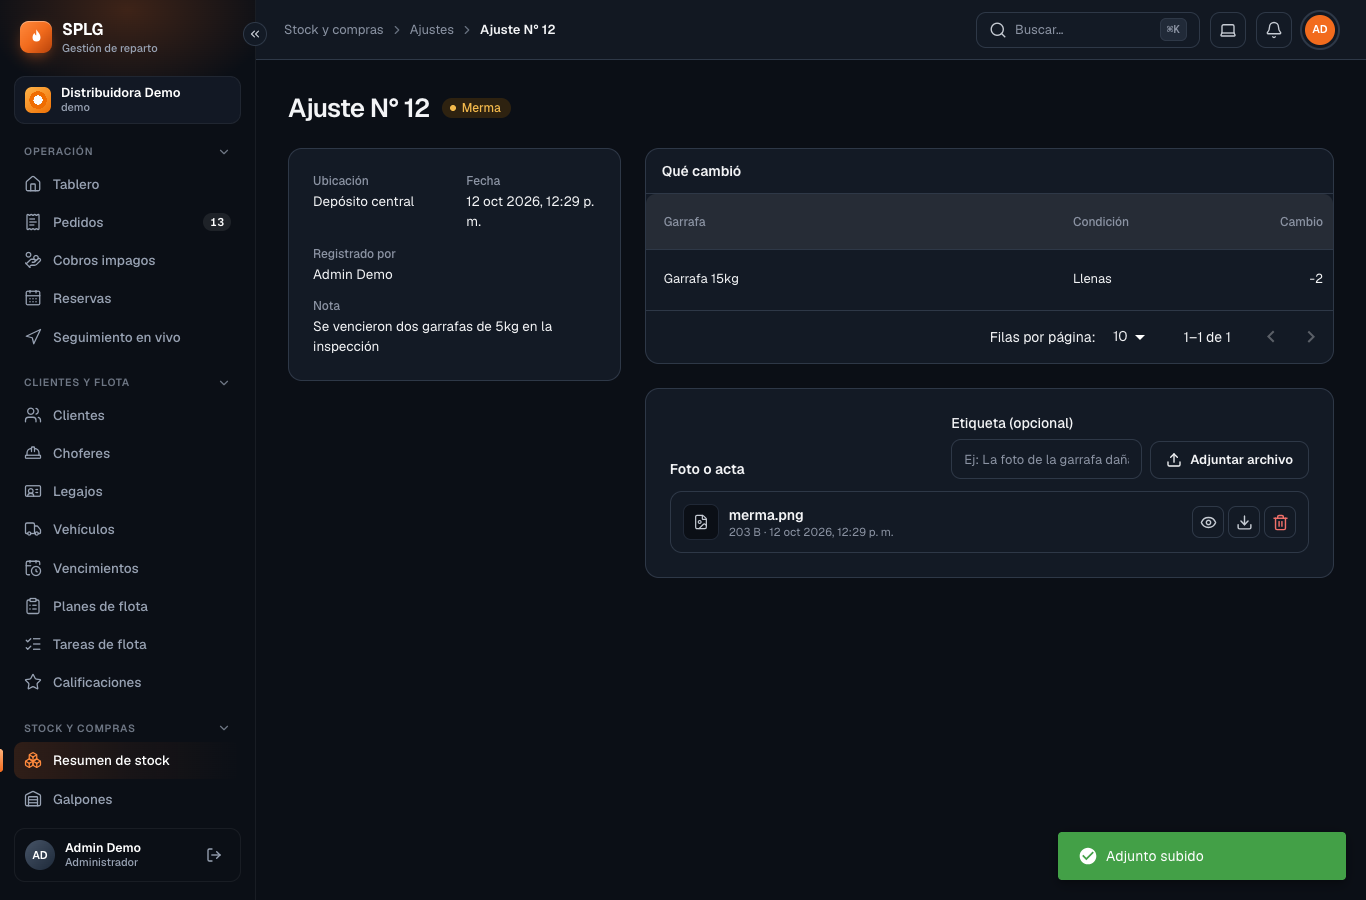 SPLG
Gestión de reparto
Distribuidora Demo
demo
OPERACIÓN
Tablero
Pedidos 13
Cobros impagos
Reservas
Seguimiento en vivo
CLIENTES Y FLOTA
Clientes
Choferes
Legajos
Vehículos
Vencimientos
Planes de flota
Tareas de flota
Calificaciones
STOCK Y COMPRAS
Resumen de stock
Galpones
AD Admin Demo
Administrador
Stock y compras > Ajustes > Ajuste N° 12
Buscar... ⌘K
AD
Ajuste N° 12
Merma
Ubicación
Depósito central
Fecha
12 oct 2026, 12:29 p.
m.
Registrado por
Admin Demo
Nota
Se vencieron dos garrafas de 5kg en la
inspección
Qué cambió
Garrafa Condición Cambio
Garrafa 15kg Llenas -2
Filas por página: 10 1–1 de 1
Etiqueta (opcional)
Foto o acta
Ej: La foto de la garrafa dañ
Adjuntar archivo
merma.png
203 B · 12 oct 2026, 12:29 p. m.
Adjunto subido